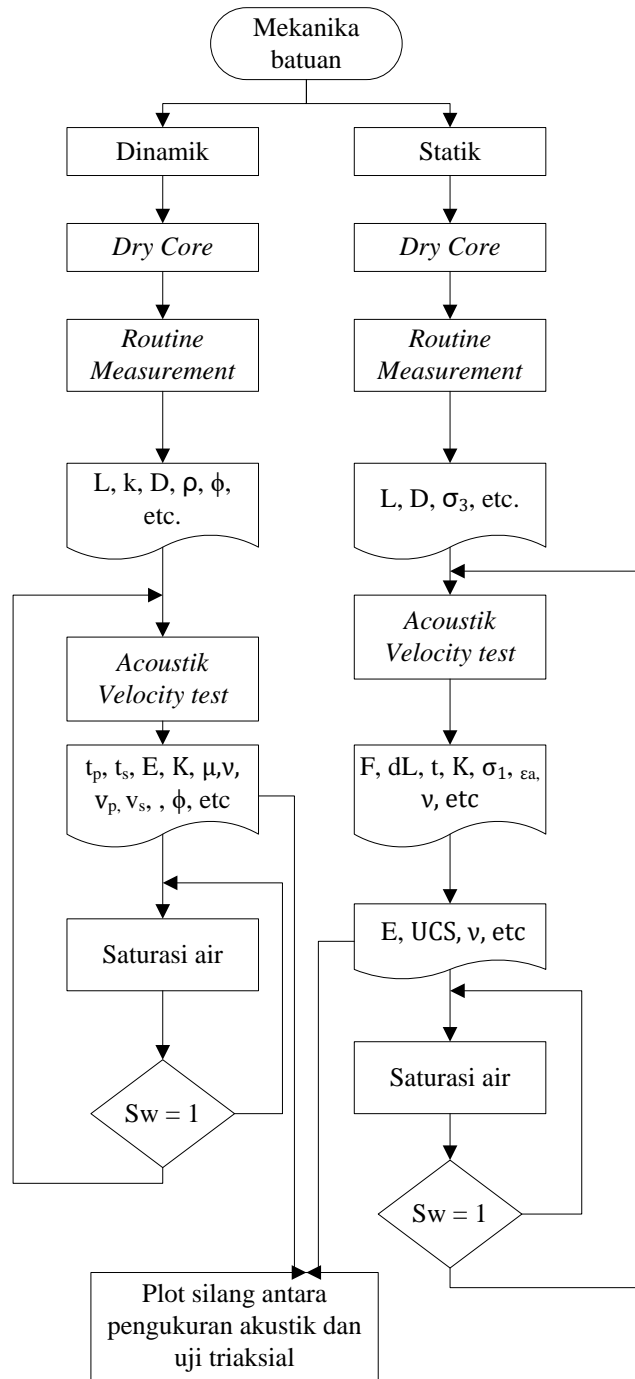 Mekanika
batuan
Dinamik
Statik
Dry Core
Dry Core
Routine
Measurement
Routine
Measurement
L, k, D, ρ, ϕ,
etc.
L, D, σ₃, etc.
Acoustik
Velocity test
Acoustik
Velocity test
tₚ, tₛ, E, K, μ,ν,
vₚ, vₛ, , ϕ, etc
F, dL, t, K, σ₁, εa,
ν, etc
E, UCS, ν, etc
Saturasi air
Saturasi air
Sw = 1
Sw = 1
Plot silang antara
pengukuran akustik dan
uji triaksial